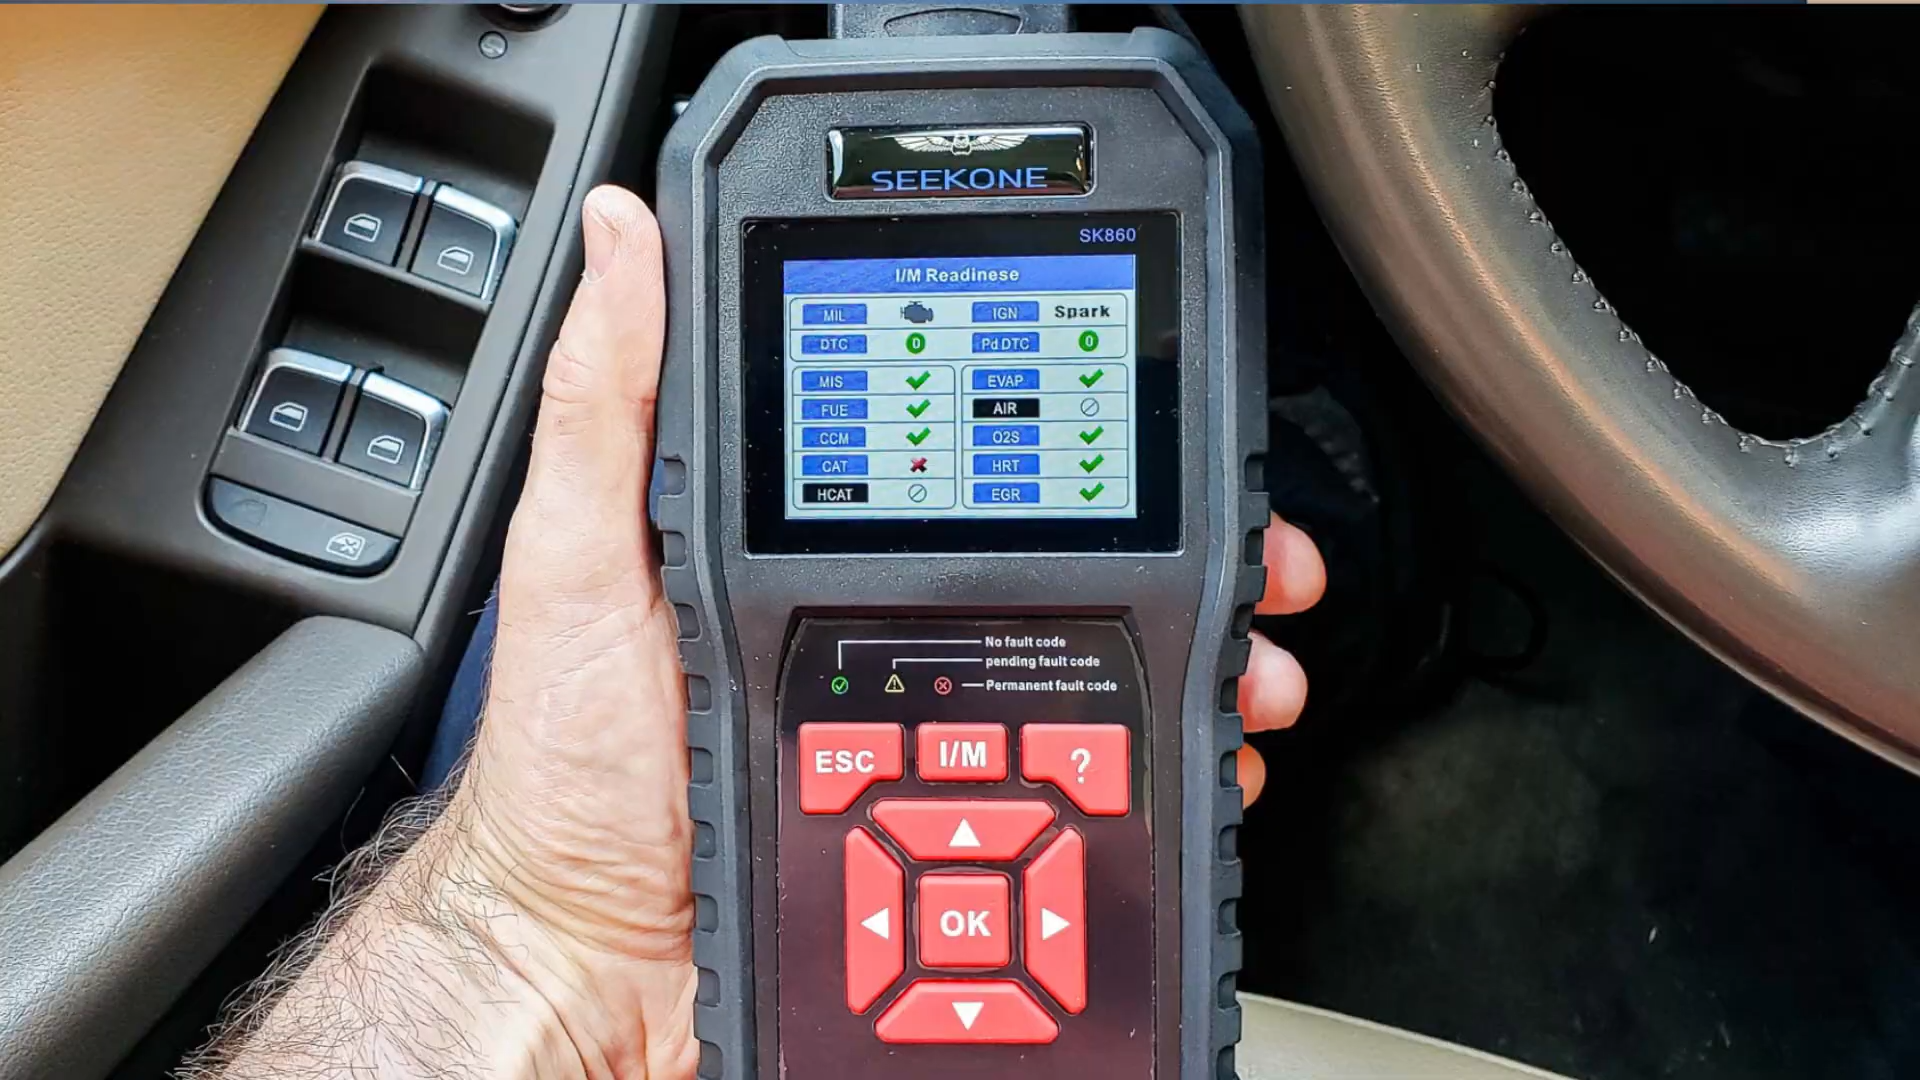 SEEKONE
SK860
I/M Readinese
MIL IGN Spark
DTC 0 Pd DTC 0
MIS EVAP
FUE AIR
CCM O2S
CAT HRT
HCAT EGR
No fault code
pending fault code
Permanent fault code
ESC I/M ?
OK